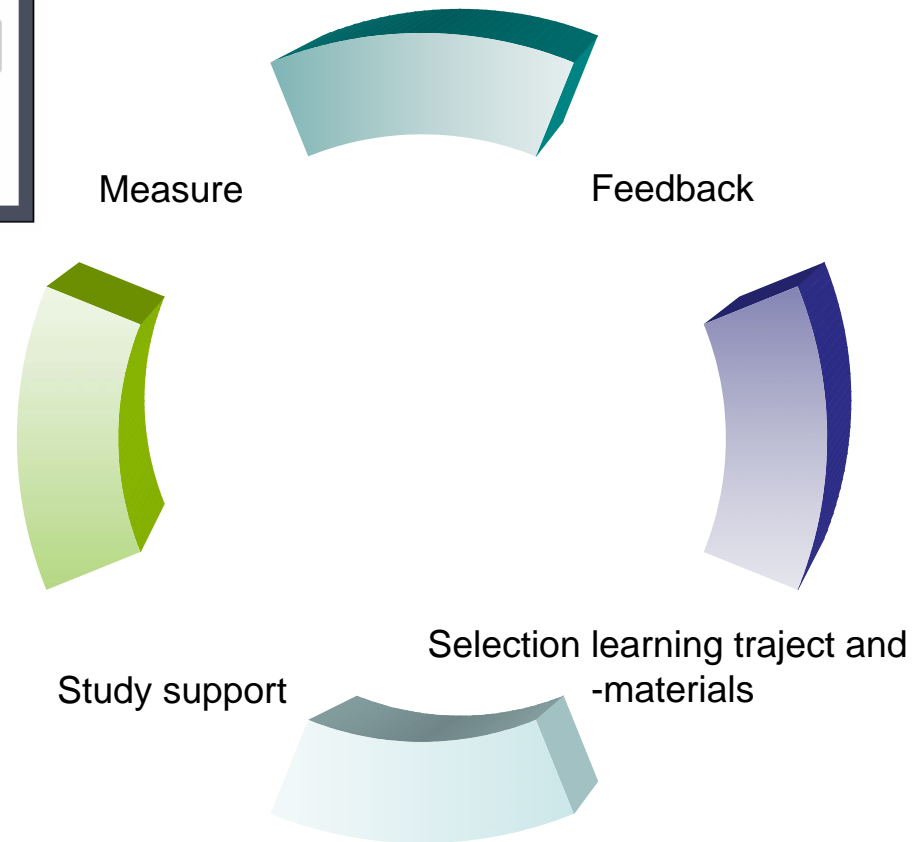 Measure
Feedback
Selection learning traject and
-materials
Study support